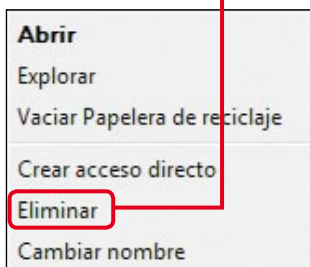 Abrir
Explorar
Vaciar Papelera de reciclaje
Crear acceso directo
Eliminar
Cambiar nombre